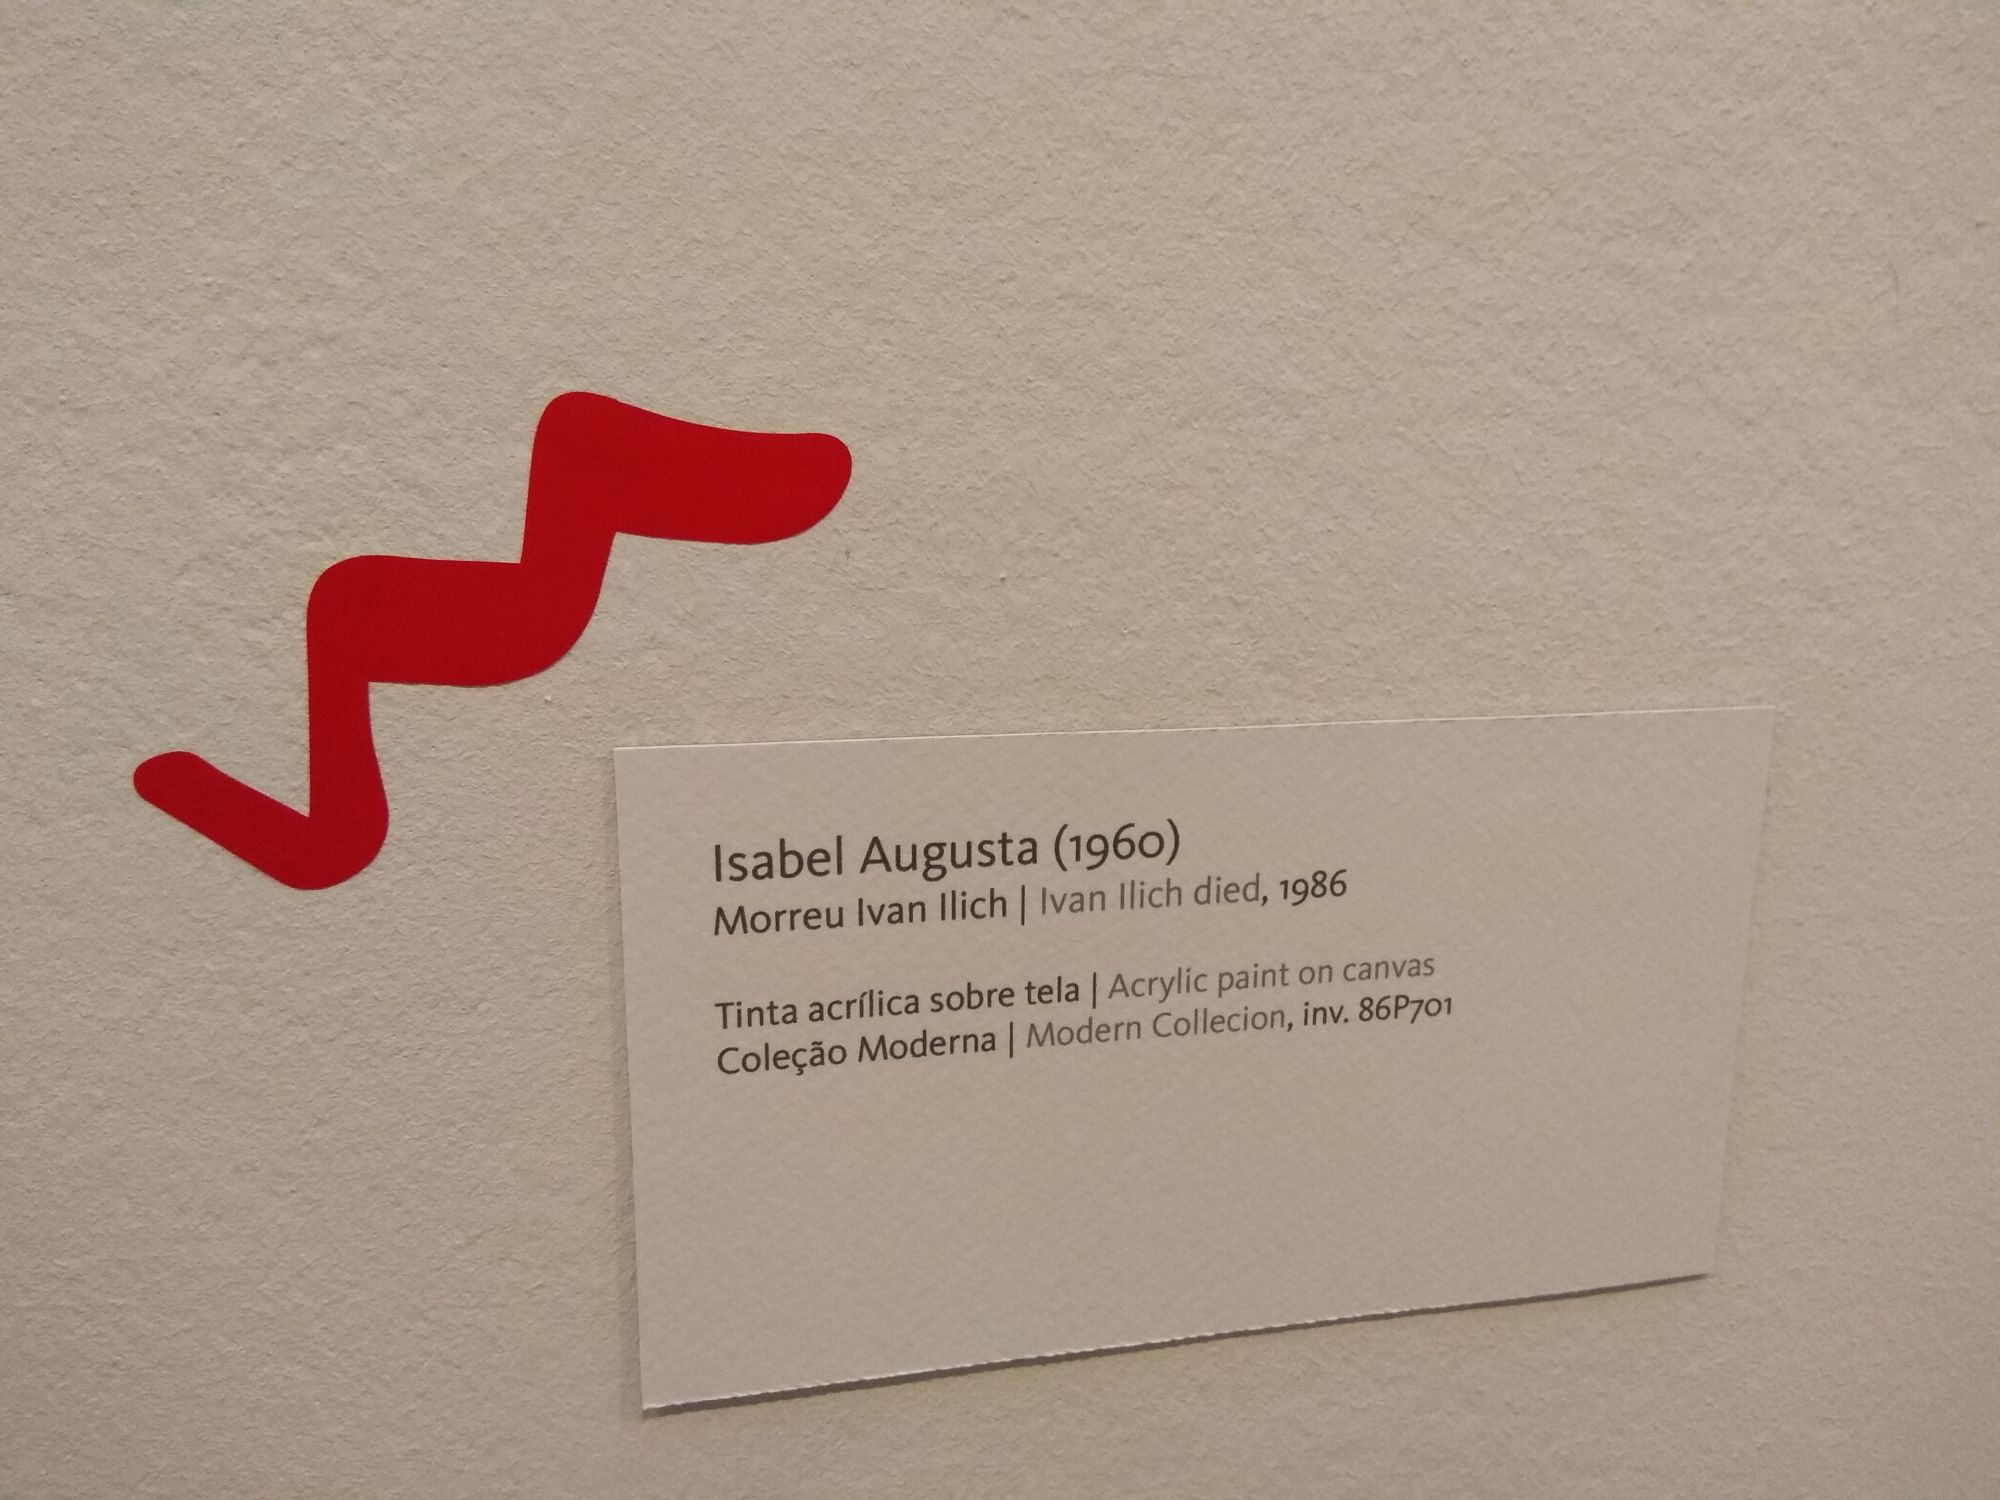 Isabel Augusta (1960)
Morreu Ivan Ilich | Ivan Ilich died, 1986
Tinta acrílica sobre tela | Acrylic paint on canvas
Coleção Moderna | Modern Collecion, inv. 86P701